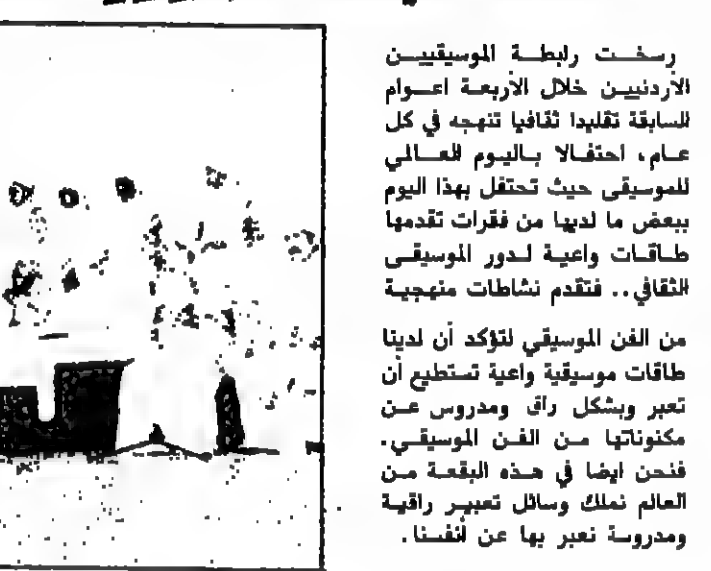 رسخت رابطة الموسيقيين
الأردنيين خلال الأربعة اعوام
السابقة تقليدا ثقافيا تنهجه في كل
عام، احتفالا باليوم العالمي
للموسيقى حيث تحتفل بهذا اليوم
ببعض ما لديها من فقرات تقدمها
طاقات واعية لدور الموسيقى
الثقافي.. فتقدم نشاطات منهجية
من الفن الموسيقي لتؤكد أن لدينا
طاقات موسيقية واعية تستطيع أن
تعبر وبشكل راق ومدروس عن
مكنوناتها من الفن الموسيقي.
فنحن ايضا في هذه البقعة من
العالم نملك وسائل تعبير راقية
ومدروسة نعبر بها عن أنفسنا.